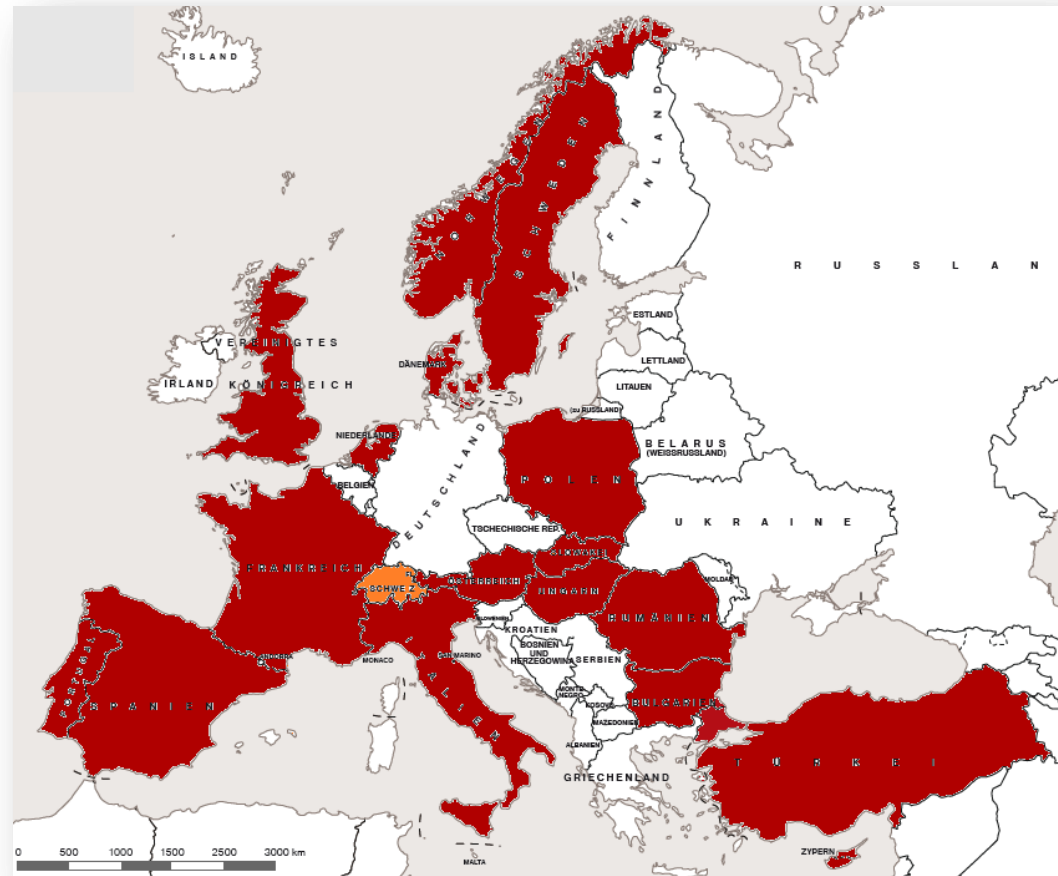 ISLAND
NORWEGEN
SCHWEDEN
FINNLAND
RUSSLAN
ESTLAND
LETTLAND
LITAUEN
(zu RUSSLAND)
BELARUS
(WEISSRUSSLAND)
VEREINIGTES
KÖNIGREICH
IRLAND
DÄNEMARK
NIEDERLANDE
BELGIEN
DEUTSCHLAND
POLEN
TSCHECHISCHE REP.
UKRAINE
SLOWAKEI
FRANKREICH
SCHWEIZ
FL
ÖSTERREICH
UNGARN
MOLDAU
RUMÄNIEN
SLOWENIEN
KROATIEN
BOSNIEN
UND
HERZEGOWINA
SERBIEN
MONACO
SAN MARINO
ANDORRA
PORTUGAL
SPANIEN
ITALIEN
MONTE
NEGRO
KOSOVO
BULGARIEN
MAZEDONIEN
ALBANIEN
GRIECHENLAND
TÜRKEI
ZYPERN
MALTA
0 500 1000 1500 2500 3000 km